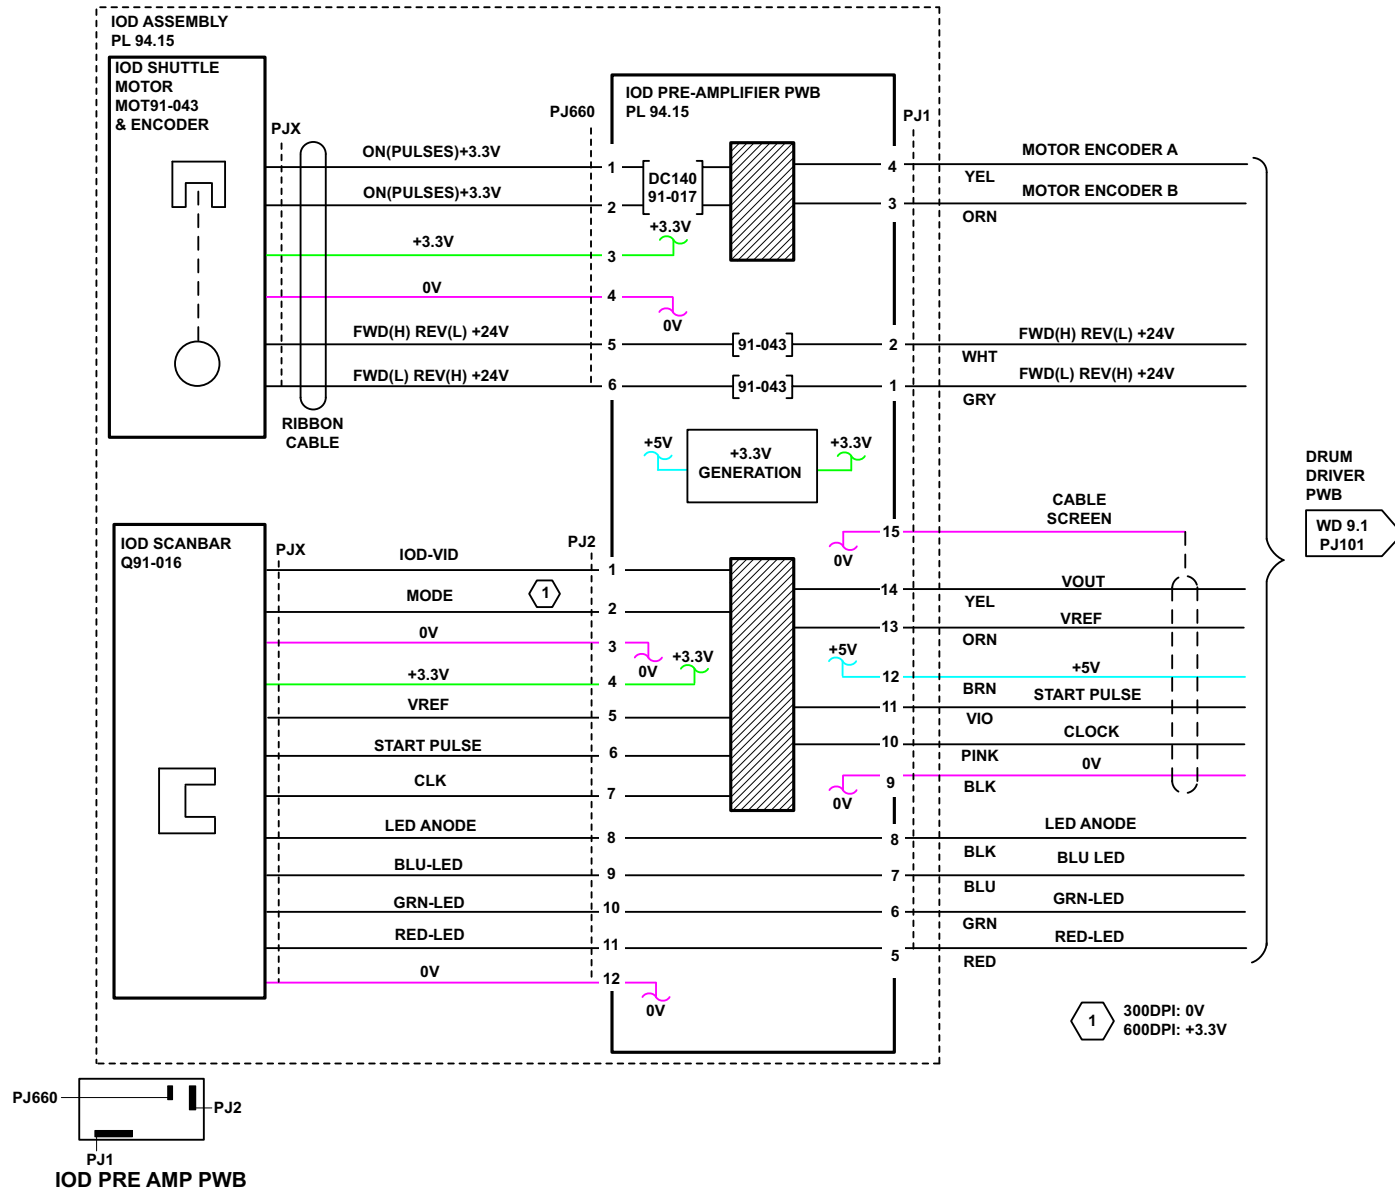 IOD ASSEMBLY
PL 94.15
IOD SHUTTLE
MOTOR
MOT91-043
& ENCODER
PJX
PJ660
IOD PRE-AMPLIFIER PWB
PL 94.15
PJ1
ON(PULSES)+3.3V
1
DC140
91-017
4
MOTOR ENCODER A
YEL
ON(PULSES)+3.3V
2
3
MOTOR ENCODER B
ORN
+3.3V
3
+3.3V
0V
4
0V
FWD(H) REV(L) +24V
5
91-043
2
FWD(H) REV(L) +24V
WHT
FWD(L) REV(H) +24V
6
91-043
1
FWD(L) REV(H) +24V
GRY
RIBBON
CABLE
+5V
+3.3V
GENERATION
+3.3V
DRUM
DRIVER
PWB
WD 9.1
PJ101
IOD SCANBAR
Q91-016
PJX
PJ2
15
CABLE
SCREEN
0V
IOD-VID
1
MODE
1
2
14
VOUT
YEL
0V
3
0V
13
VREF
ORN
+3.3V
4
+3.3V
+5V
12
+5V
BRN
VREF
5
11
START PULSE
VIO
START PULSE
6
10
CLOCK
PINK
CLK
7
0V
9
0V
BLK
LED ANODE
8
8
LED ANODE
BLK
BLU-LED
9
7
BLU LED
BLU
GRN-LED
10
6
GRN-LED
GRN
RED-LED
11
5
RED-LED
RED
0V
12
0V
1
300DPI: 0V
600DPI: +3.3V
PJ660
PJ2
PJ1
IOD PRE AMP PWB